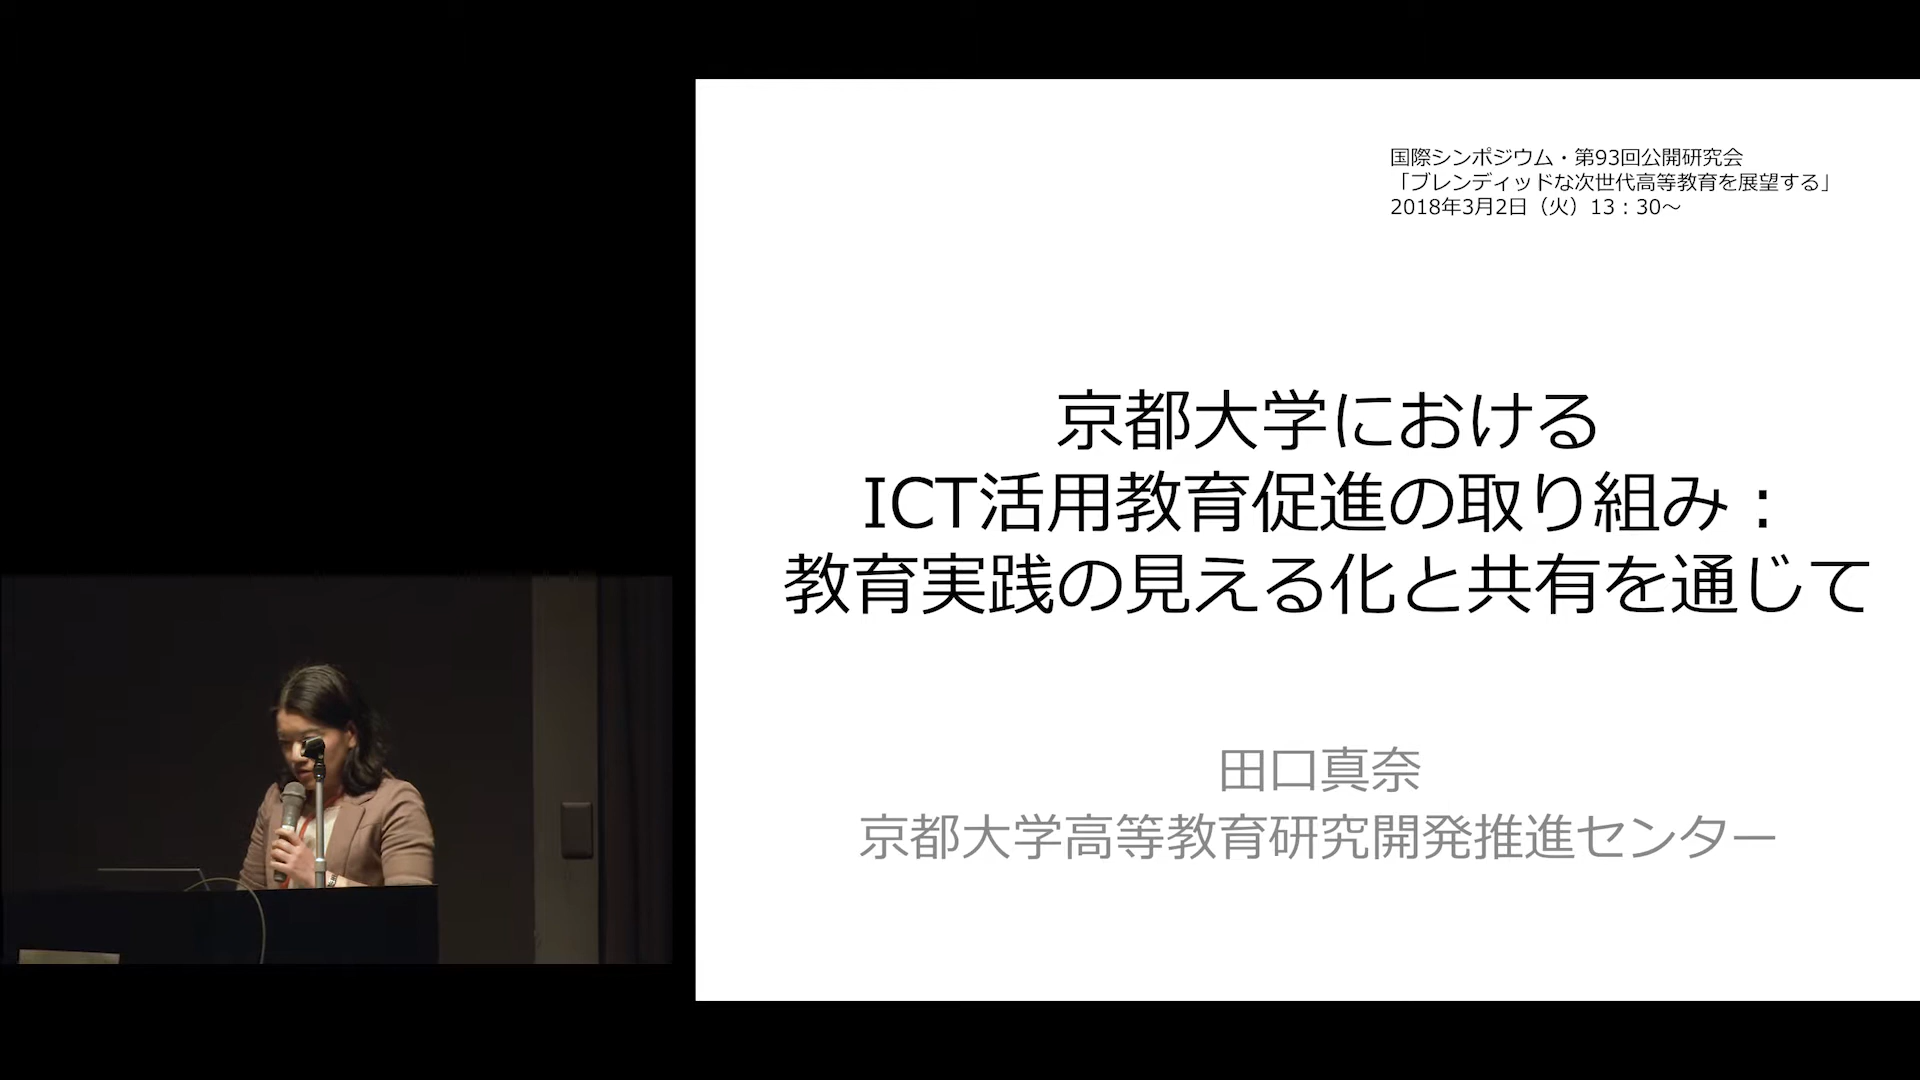 国際シンポジウム・第93回公開研究会
「ブレンディッドな次世代高等教育を展望する」
2018年3月2日（火）13：30～
京都大学における
ICT活用教育促進の取り組み：
教育実践の見える化と共有を通じて
田口真奈
京都大学高等教育研究開発推進センター